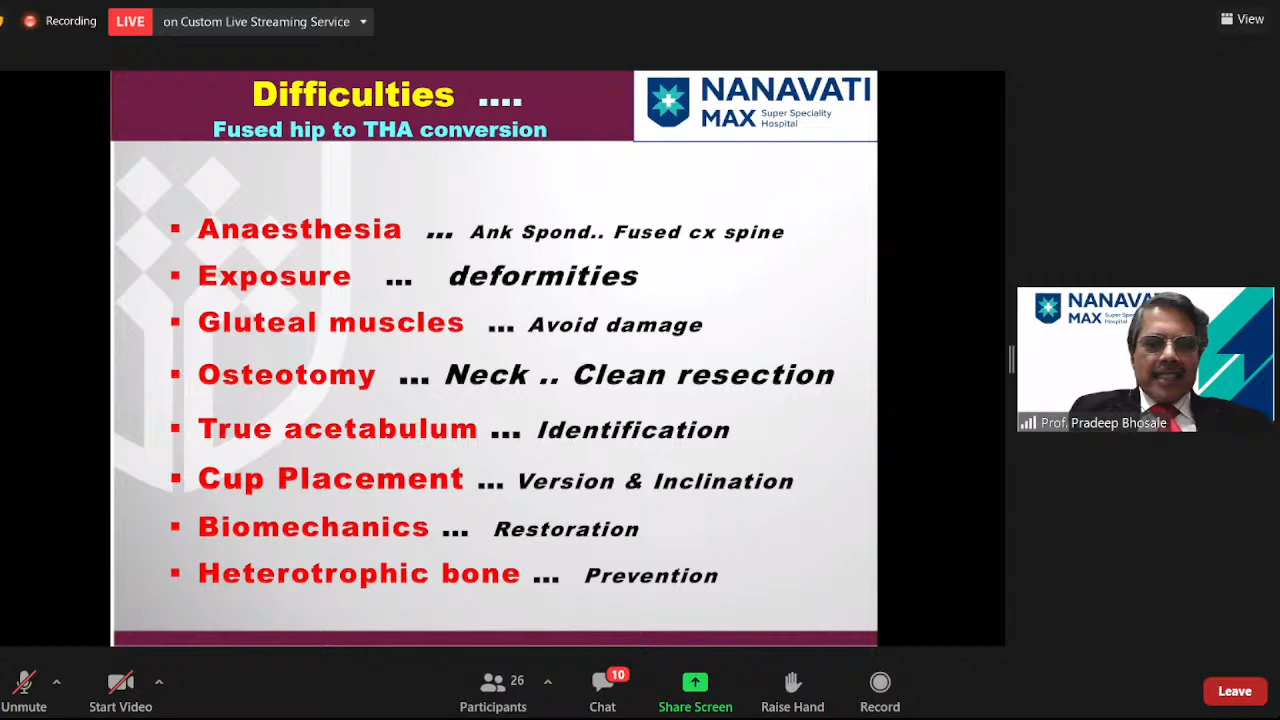 Recording
LIVE on Custom Live Streaming Service
View
Difficulties ....
Fused hip to THA conversion
NANAVATI
MAX Super Speciality
Hospital
▪ Anaesthesia ... Ank Spond.. Fused cx spine
▪ Exposure ... deformities
▪ Gluteal muscles ... Avoid damage
▪ Osteotomy ... Neck .. Clean resection
▪ True acetabulum ... Identification
▪ Cup Placement ... Version & Inclination
▪ Biomechanics ... Restoration
▪ Heterotrophic bone ... Prevention
NANAVATI
MAX
Prof. Pradeep Bhosale
Unmute
Start Video
26
Participants
10
Chat
Share Screen
Raise Hand
Record
Leave